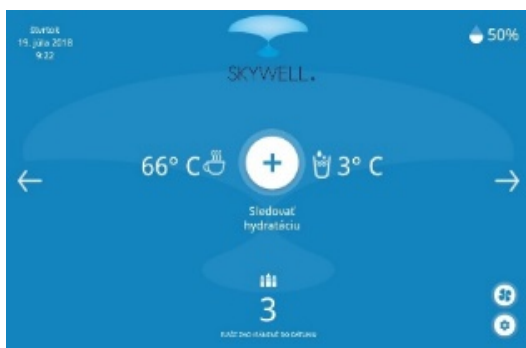 štvrtok
19. júla 2018
9:22
SKYWELL.
50%
66° C
3° C
Sledovať
hydratáciu
3